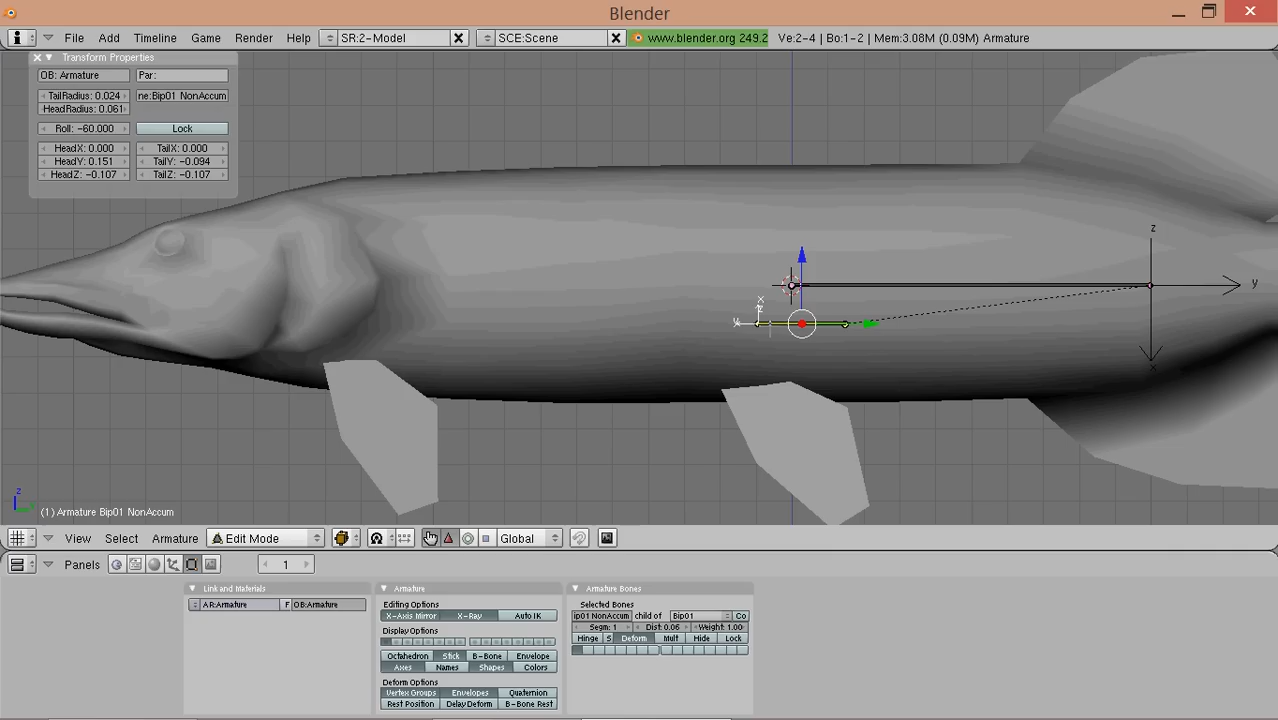 Blender
File Add Timeline Game Render Help SR:2-Model SCE:Scene www.blender.org 249.2 Ve:2-4 | Bo:1-2 | Mem:3.08M (0.09M) Armature
Transform Properties
OB: Armature Par:
TailRadius: 0.024 ne:Bip01 NonAccum
HeadRadius: 0.061
Roll: -60.000 Lock
HeadX: 0.000 TailX: 0.000
HeadY: 0.151 TailY: -0.094
HeadZ: -0.107 TailZ: -0.107
z
y
x
x
z
y
z
(1) Armature Bip01 NonAccum
View Select Armature Edit Mode Global
Panels 1
Link and Materials
AR:Armature F OB:Armature
Armature
Editing Options
X-Axis Mirror X-Ray Auto IK
Display Options
Octahedron Stick B-Bone Envelope
Axes Names Shapes Colors
Deform Options
Vertex Groups Envelopes Quaternion
Rest Position Delay Deform B-Bone Rest
Armature Bones
Selected Bones
ip01 NonAccum child of Bip01 Co
Segm: 1 Dist: 0.06 Weight: 1.00
Hinge S Deform Mult Hide Lock